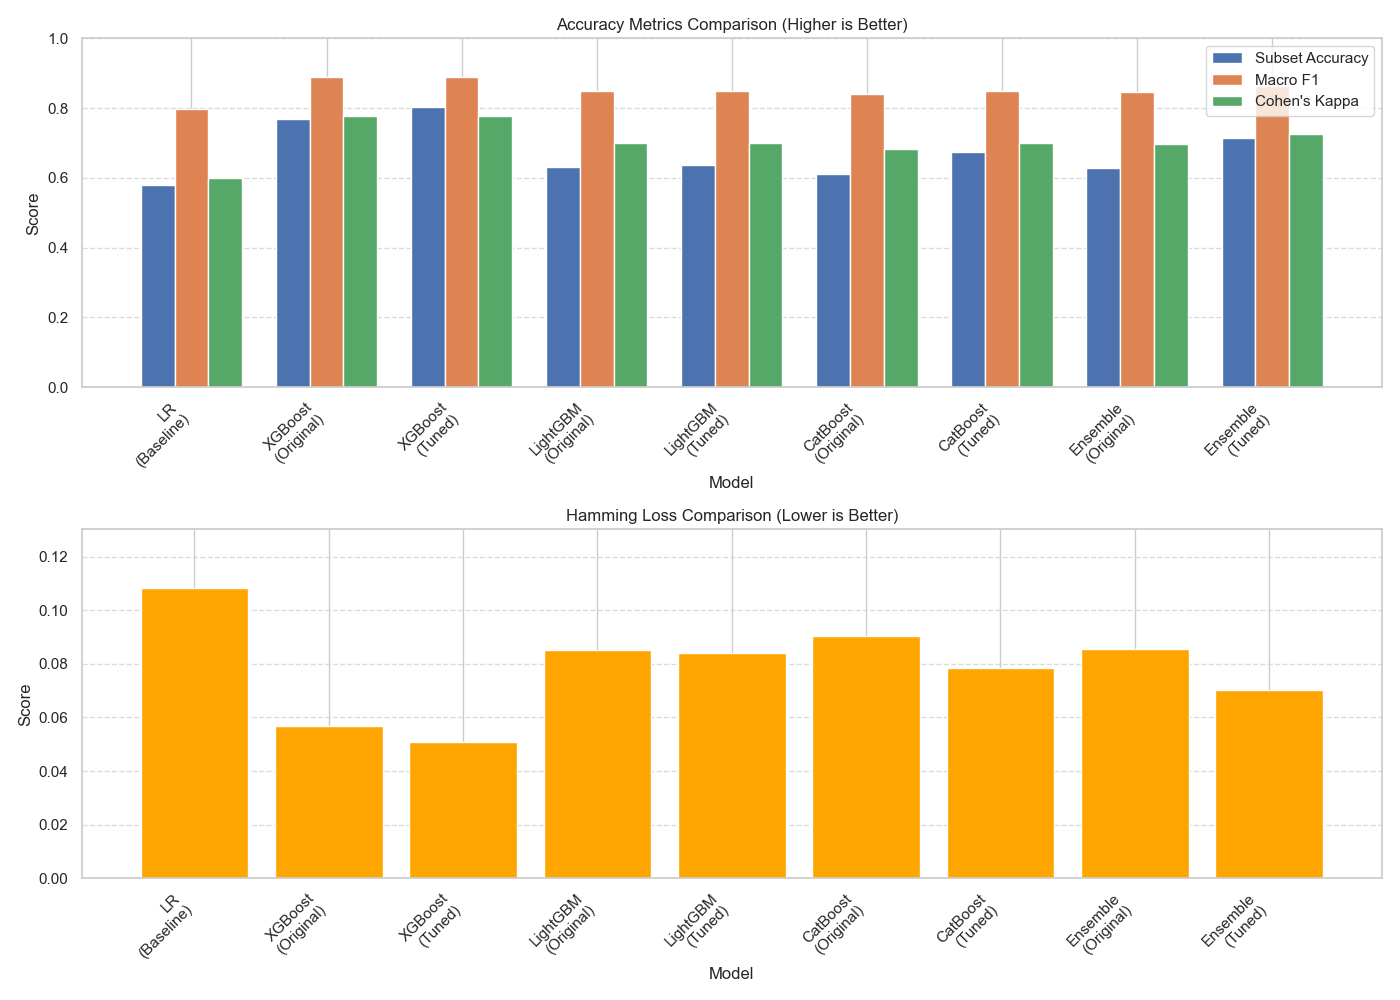 Accuracy Metrics Comparison (Higher is Better)
1.0
0.8
0.6
0.4
0.2
0.0
Score
Subset Accuracy
Macro F1
Cohen's Kappa
LR
(Baseline)
XGBoost
(Original)
XGBoost
(Tuned)
LightGBM
(Original)
LightGBM
(Tuned)
CatBoost
(Original)
CatBoost
(Tuned)
Ensemble
(Original)
Ensemble
(Tuned)
Model
Hamming Loss Comparison (Lower is Better)
0.12
0.10
0.08
0.06
0.04
0.02
0.00
Score
LR
(Baseline)
XGBoost
(Original)
XGBoost
(Tuned)
LightGBM
(Original)
LightGBM
(Tuned)
CatBoost
(Original)
CatBoost
(Tuned)
Ensemble
(Original)
Ensemble
(Tuned)
Model